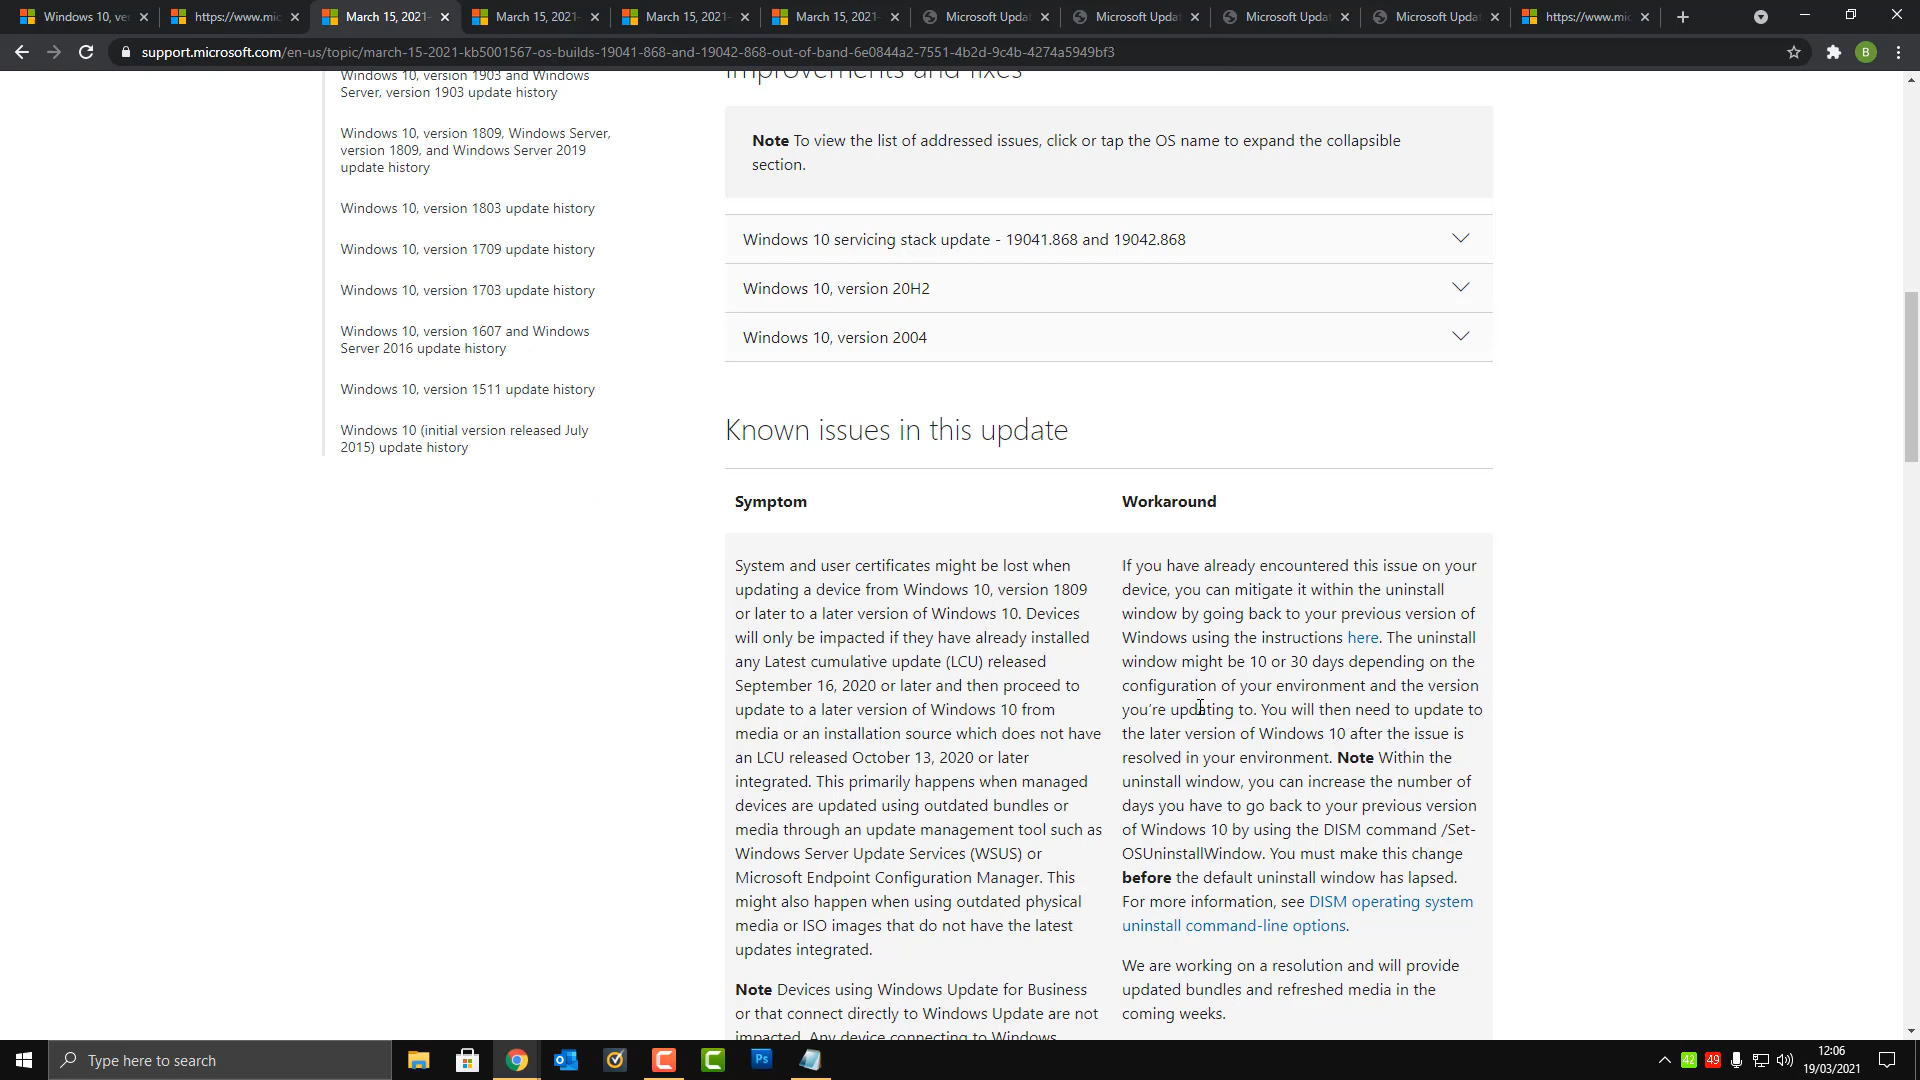 Windows 10, ver
https://www.mic
March 15, 2021-
March 15, 2021-
March 15, 2021-
March 15, 2021-
Microsoft Updat
Microsoft Updat
Microsoft Updat
Microsoft Updat
https://www.mic
support.microsoft.com/en-us/topic/march-15-2021-kb5001567-os-builds-19041-868-and-19042-868-out-of-band-6e0844a2-7551-4b2d-9c4b-4274a5949bf3
B
Windows 10, version 1903 and Windows
Server, version 1903 update history
Windows 10, version 1809, Windows Server,
version 1809, and Windows Server 2019
update history
Windows 10, version 1803 update history
Windows 10, version 1709 update history
Windows 10, version 1703 update history
Windows 10, version 1607 and Windows
Server 2016 update history
Windows 10, version 1511 update history
Windows 10 (initial version released July
2015) update history
Improvements and fixes
Note To view the list of addressed issues, click or tap the OS name to expand the collapsible
section.
Windows 10 servicing stack update - 19041.868 and 19042.868
Windows 10, version 20H2
Windows 10, version 2004
Known issues in this update
Symptom
System and user certificates might be lost when
updating a device from Windows 10, version 1809
or later to a later version of Windows 10. Devices
will only be impacted if they have already installed
any Latest cumulative update (LCU) released
September 16, 2020 or later and then proceed to
update to a later version of Windows 10 from
media or an installation source which does not have
an LCU released October 13, 2020 or later
integrated. This primarily happens when managed
devices are updated using outdated bundles or
media through an update management tool such as
Windows Server Update Services (WSUS) or
Microsoft Endpoint Configuration Manager. This
might also happen when using outdated physical
media or ISO images that do not have the latest
updates integrated.
Note Devices using Windows Update for Business
or that connect directly to Windows Update are not
impacted. Any device connecting to Windows
Workaround
If you have already encountered this issue on your
device, you can mitigate it within the uninstall
window by going back to your previous version of
Windows using the instructions here. The uninstall
window might be 10 or 30 days depending on the
configuration of your environment and the version
you're updating to. You will then need to update to
the later version of Windows 10 after the issue is
resolved in your environment. Note Within the
uninstall window, you can increase the number of
days you have to go back to your previous version
of Windows 10 by using the DISM command /Set-
OSUninstallWindow. You must make this change
before the default uninstall window has lapsed.
For more information, see DISM operating system
uninstall command-line options.
We are working on a resolution and will provide
updated bundles and refreshed media in the
coming weeks.
Type here to search
Ps
42
49
12:06
19/03/2021